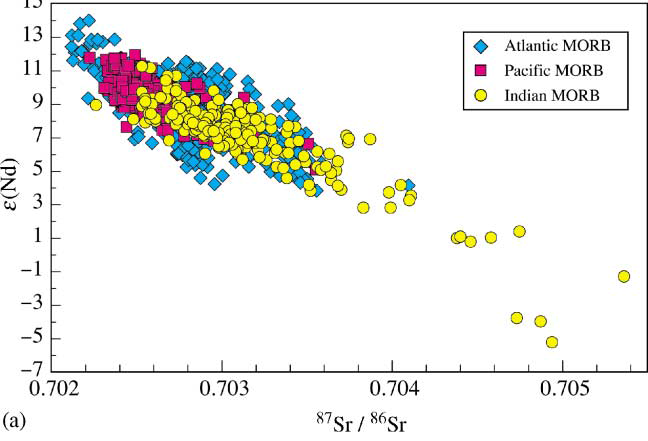 15
13
11
9
7
5
3
1
−1
−3
−5
−7
ε(Nd)
Atlantic MORB
Pacific MORB
Indian MORB
0.702 0.703 0.704 0.705
(a) ⁸⁷Sr / ⁸⁶Sr